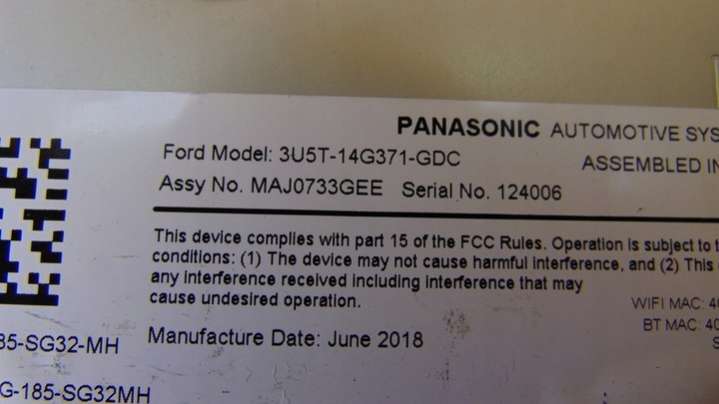 PANASONIC AUTOMOTIVE SYS
Ford Model: 3U5T-14G371-GDC
ASSEMBLED IN
Assy No. MAJ0733GEE Serial No. 124006
This device complies with part 15 of the FCC Rules. Operation is subject to t
conditions: (1) The device may not cause harmful interference, and (2) This
any interference received including interference that may
cause undesired operation.
WIFI MAC: 4
BT MAC: 40
S
Manufacture Date: June 2018
85-SG32-MH
G-185-SG32MH